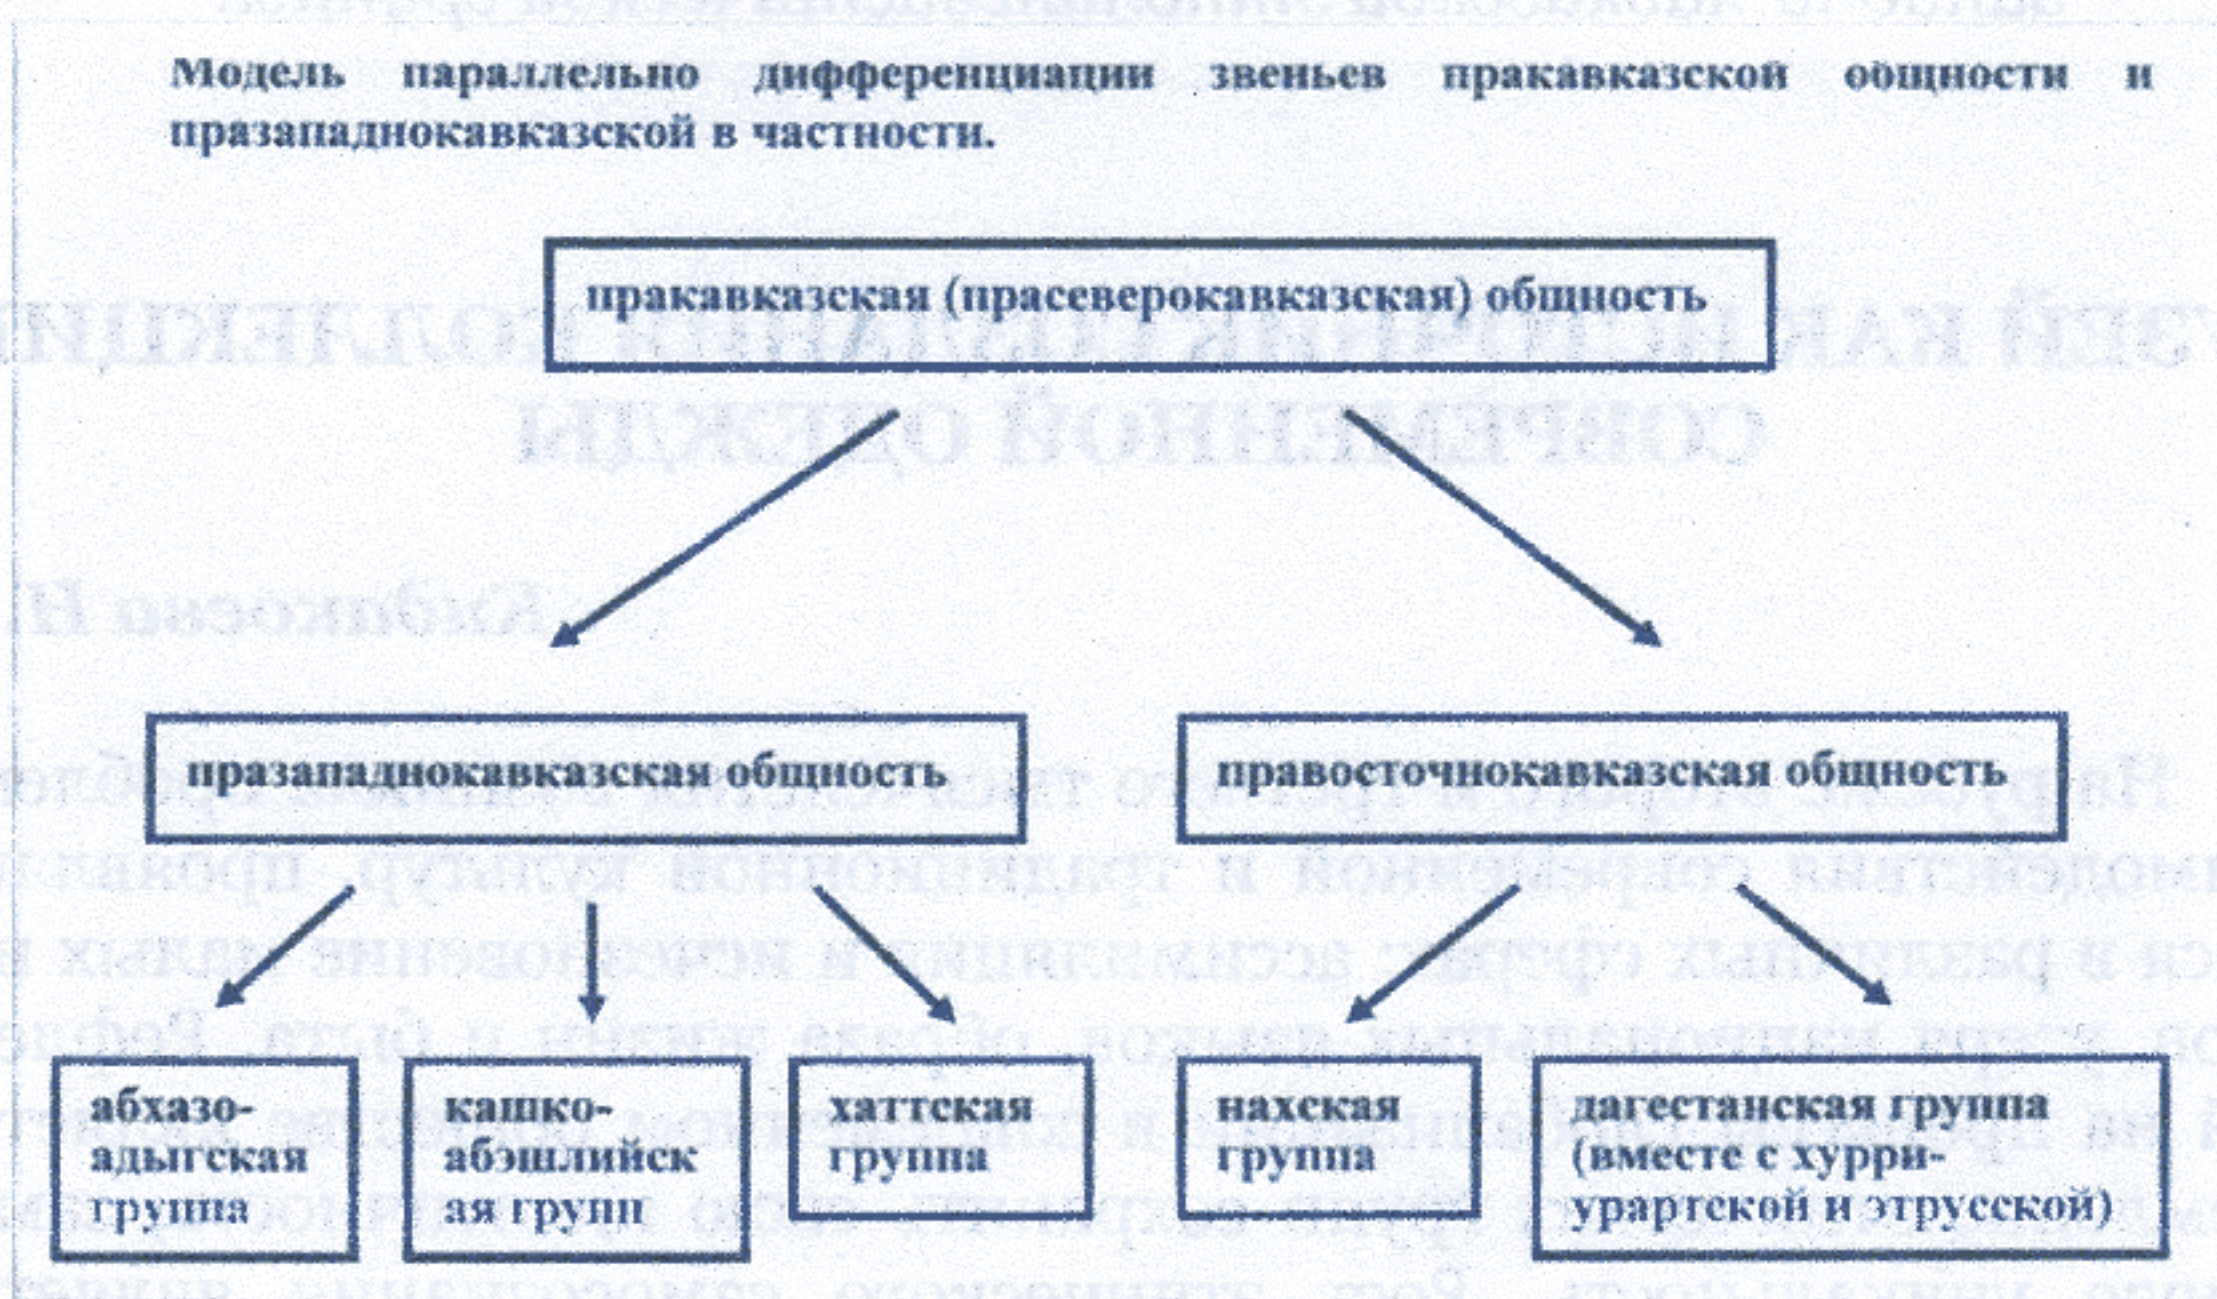 Модель параллельно дифференциации звеньев пракавказской общности и
празападнокавказской в частности.
пракавказская (прасеверокавказская) общность
празападнокавказская общность
правосточнокавказская общность
абхазо-
адыгская
группа
кашко-
абэшлийск
ая групп
хаттская
группа
нахская
группа
дагестанская группа
(вместе с хурри-
урартской и этрусской)